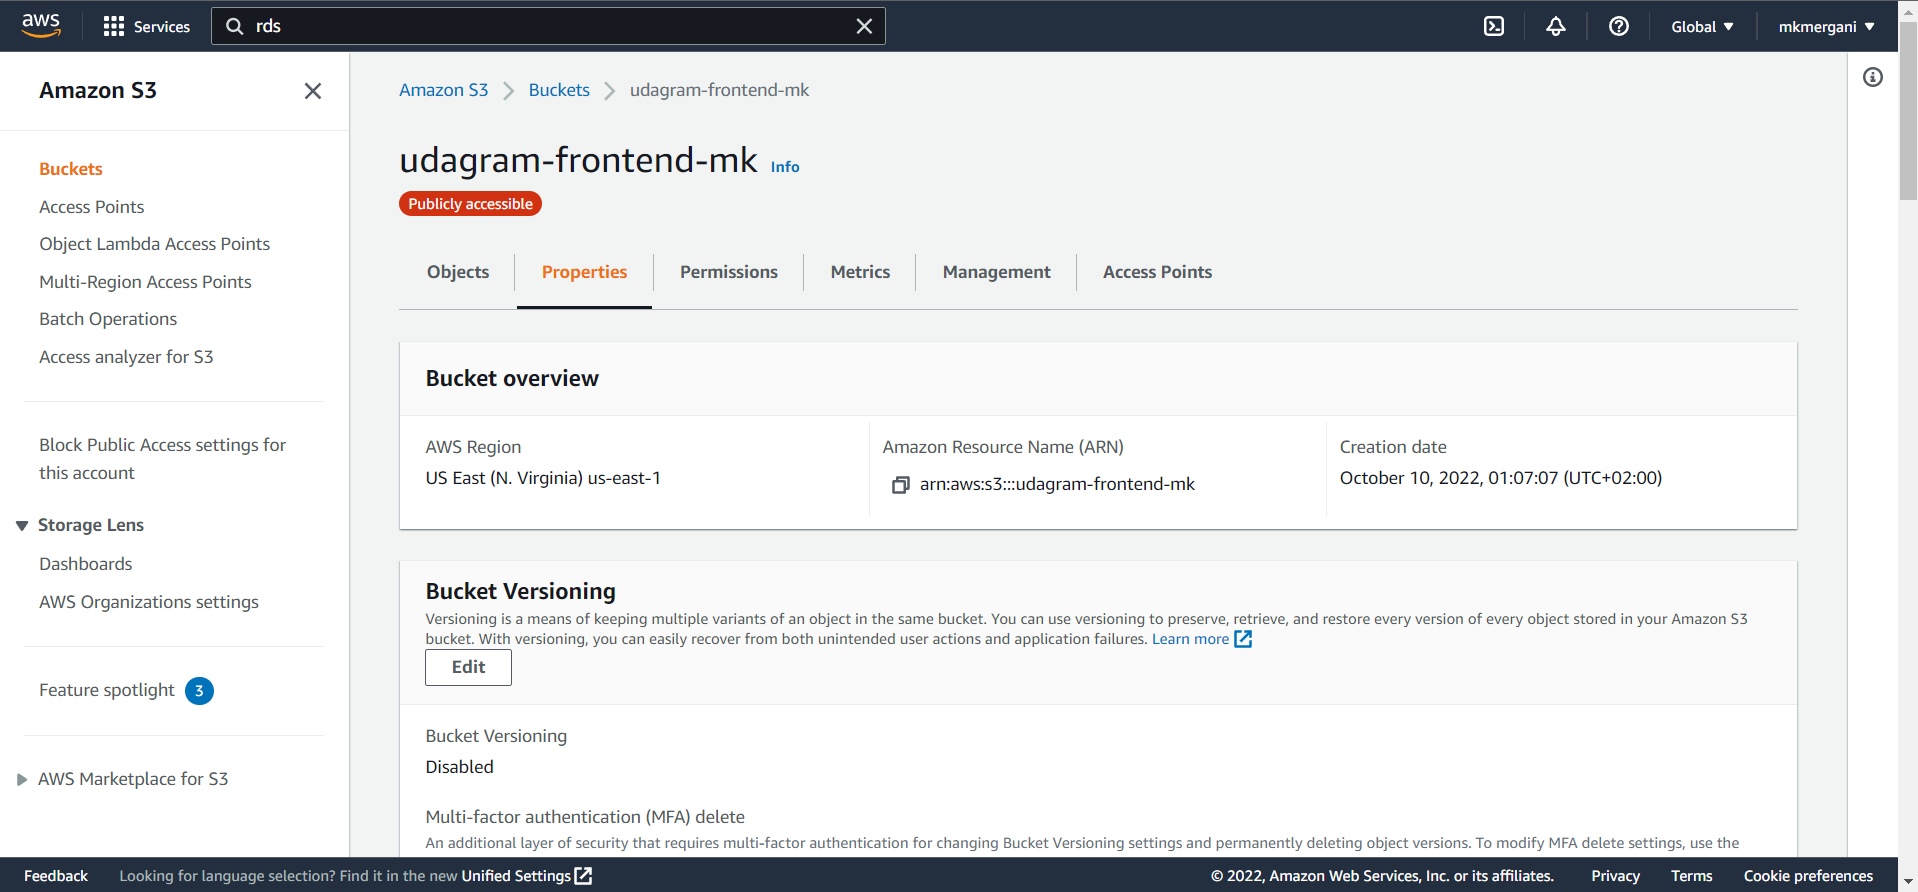 aws
Services
rds
Global
mkmergani
Amazon S3
Buckets
Access Points
Object Lambda Access Points
Multi-Region Access Points
Batch Operations
Access analyzer for S3
Block Public Access settings for
this account
Storage Lens
Dashboards
AWS Organizations settings
Feature spotlight 3
AWS Marketplace for S3
Amazon S3 Buckets udagram-frontend-mk
udagram-frontend-mk Info
Publicly accessible
Objects Properties Permissions Metrics Management Access Points
Bucket overview
AWS Region
US East (N. Virginia) us-east-1
Amazon Resource Name (ARN)
arn:aws:s3:::udagram-frontend-mk
Creation date
October 10, 2022, 01:07:07 (UTC+02:00)
Bucket Versioning
Versioning is a means of keeping multiple variants of an object in the same bucket. You can use versioning to preserve, retrieve, and restore every version of every object stored in your Amazon S3
bucket. With versioning, you can easily recover from both unintended user actions and application failures. Learn more
Edit
Bucket Versioning
Disabled
Multi-factor authentication (MFA) delete
An additional layer of security that requires multi-factor authentication for changing Bucket Versioning settings and permanently deleting object versions. To modify MFA delete settings, use the
Feedback Looking for language selection? Find it in the new Unified Settings © 2022, Amazon Web Services, Inc. or its affiliates. Privacy Terms Cookie preferences